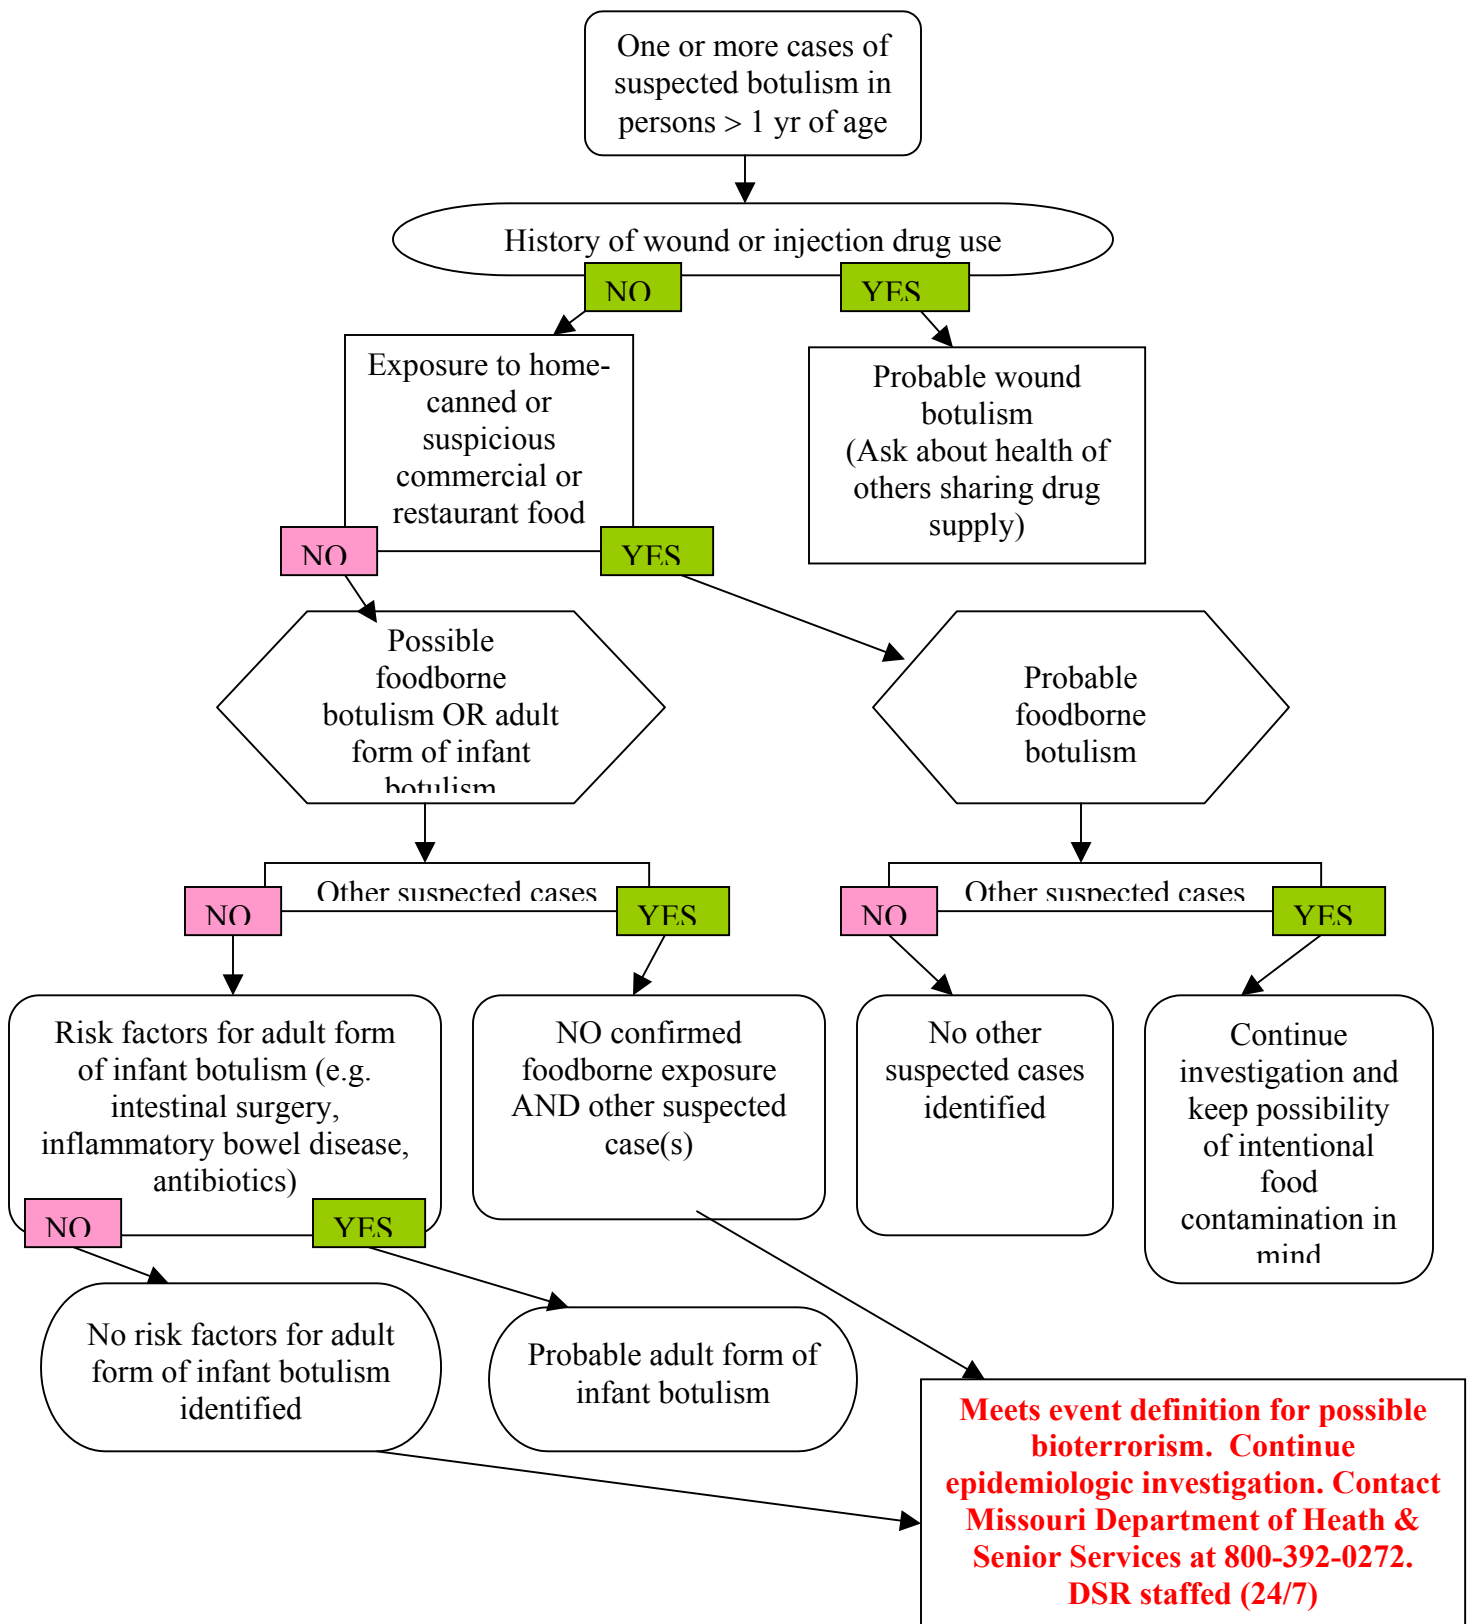 One or more cases of
suspected botulism in
persons > 1 yr of age
History of wound or injection drug use
NO
YES
Exposure to home-
canned or
suspicious
commercial or
restaurant food
Probable wound
botulism
(Ask about health of
others sharing drug
supply)
NO
YES
Possible
foodborne
botulism OR adult
form of infant
botulism
Probable
foodborne
botulism
Other suspected cases
NO
YES
Other suspected cases
NO
YES
Risk factors for adult form
of infant botulism (e.g.
intestinal surgery,
inflammatory bowel disease,
antibiotics)
NO
YES
NO confirmed
foodborne exposure
AND other suspected
case(s)
No other
suspected cases
identified
Continue
investigation and
keep possibility
of intentional
food
contamination in
mind
No risk factors for adult
form of infant botulism
identified
Probable adult form of
infant botulism
Meets event definition for possible
bioterrorism.  Continue
epidemiologic investigation. Contact
Missouri Department of Heath &
Senior Services at 800-392-0272.
DSR staffed (24/7)